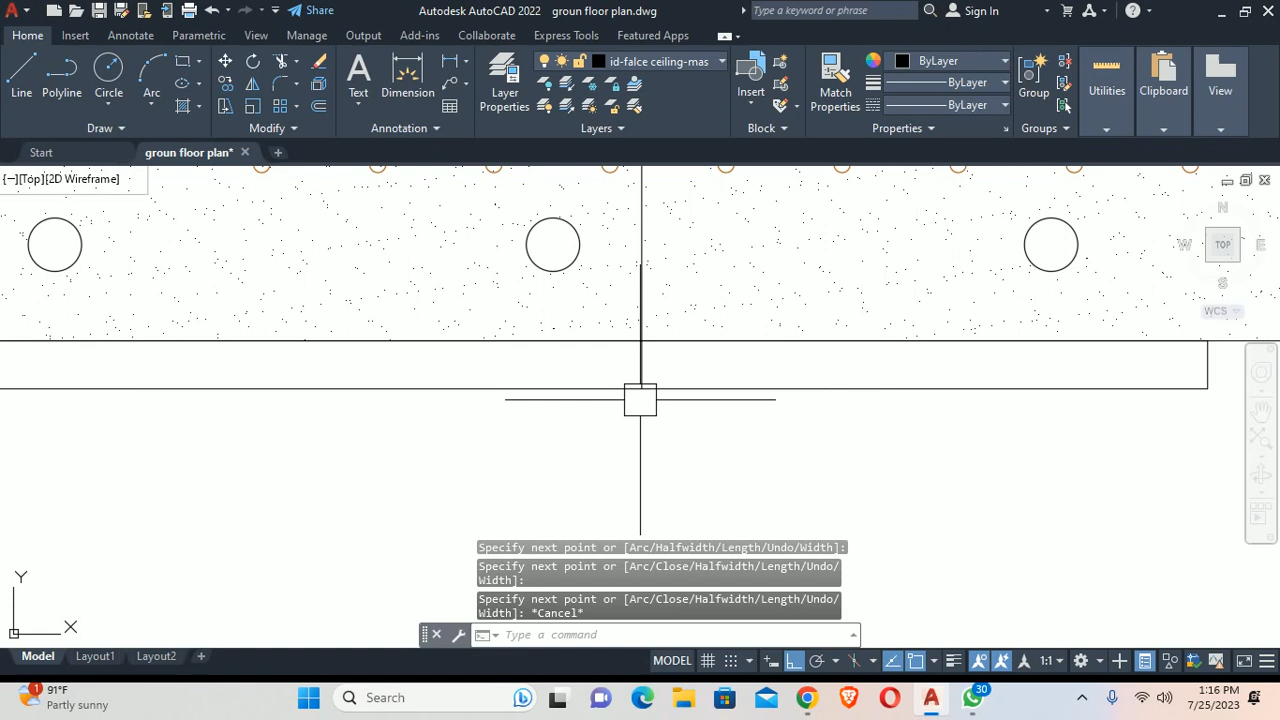 Share
Autodesk AutoCAD 2022 groun floor plan.dwg
Type a keyword or phrase
Sign In
Home
Insert
Annotate
Parametric
View
Manage
Output
Add-ins
Collaborate
Express Tools
Featured Apps
Line
Polyline
Circle
Arc
Draw
Modify
Text
Dimension
Annotation
Layer
Properties
id-falce ceiling-mas
Layers
Insert
Block
Match
Properties
ByLayer
ByLayer
ByLayer
Properties
Group
Groups
Utilities
Clipboard
View
Start
groun floor plan*
[−][Top][2D Wireframe]
N
W
TOP
E
S
WCS
Specify next point or [Arc/Halfwidth/Length/Undo/Width]:
Specify next point or [Arc/Close/Halfwidth/Length/Undo/
Width]:
Specify next point or [Arc/Close/Halfwidth/Length/Undo/
Width]: *Cancel*
Y
X
Type a command
Model
Layout1
Layout2
MODEL
1:1
1
91°F
Partly sunny
Search
30
1:16 PM
7/25/2023